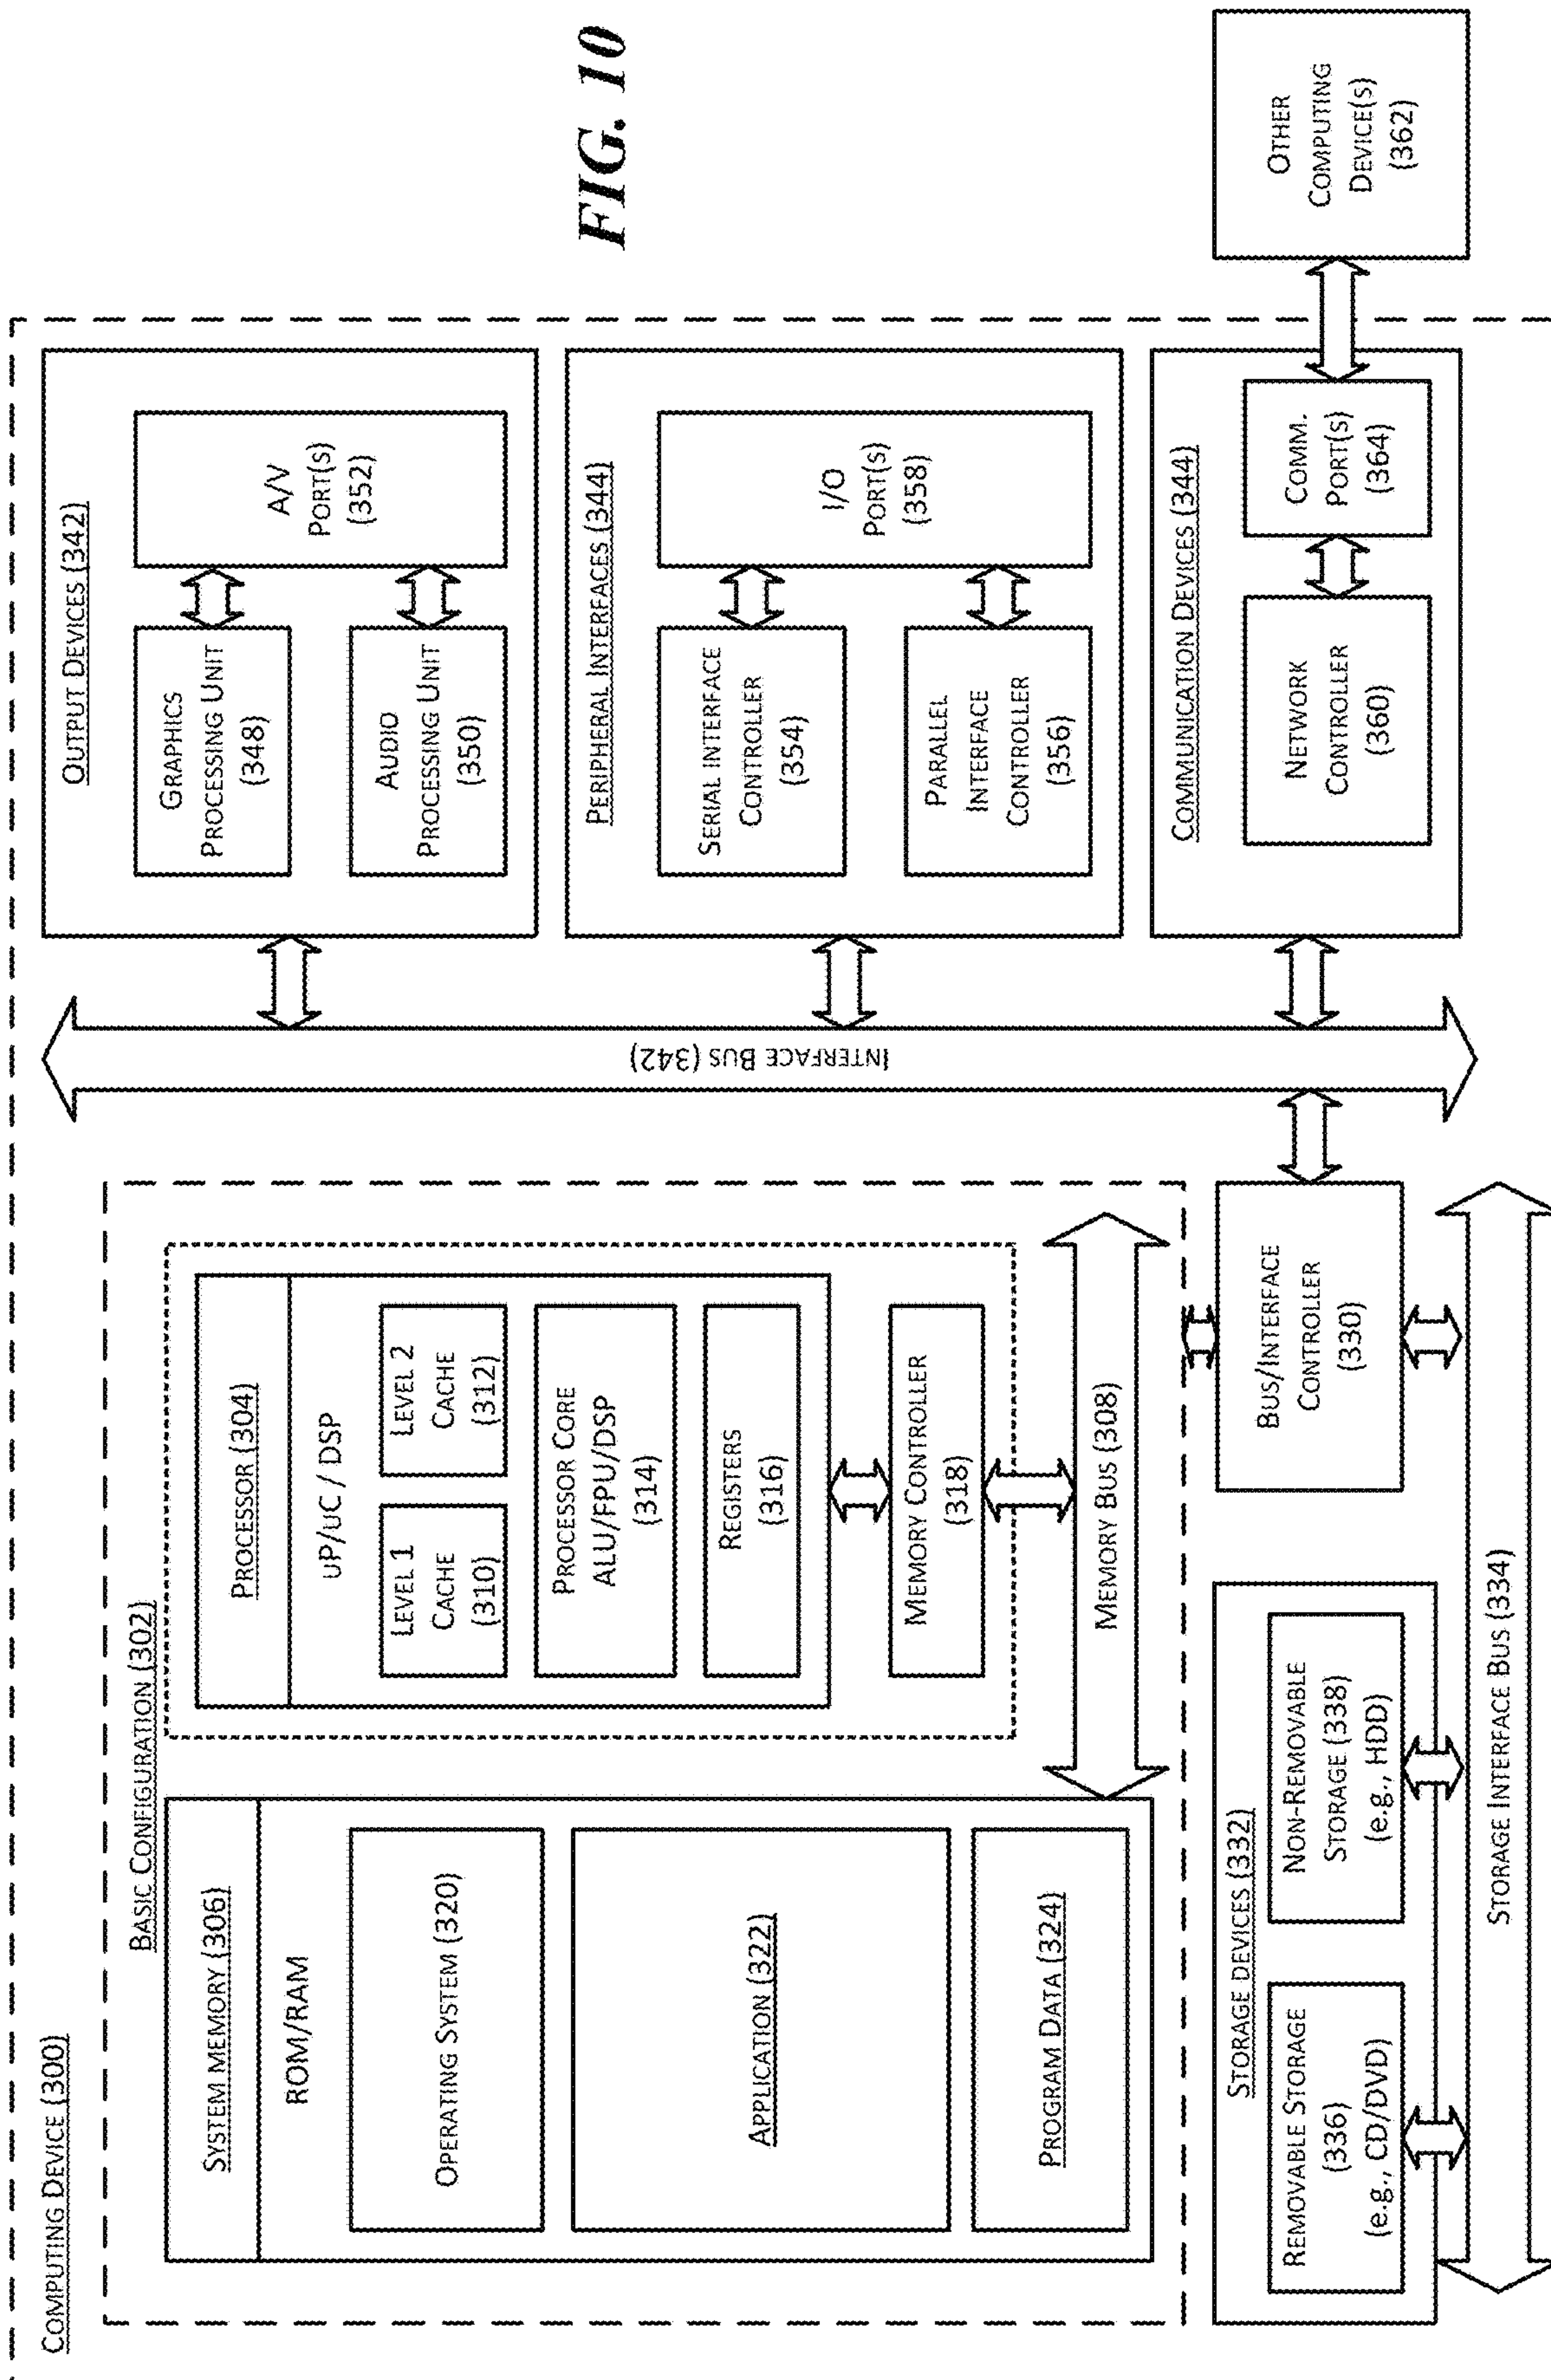 COMPUTING DEVICE (300)
BASIC CONFIGURATION (302)
SYSTEM MEMORY (306)
ROM/RAM
OPERATING SYSTEM (320)
APPLICATION (322)
PROGRAM DATA (324)
PROCESSOR (304)
UP/UC / DSP
LEVEL 1
CACHE
(310)
LEVEL 2
CACHE
(312)
PROCESSOR CORE
ALU/FPU/DSP
(314)
REGISTERS
(316)
MEMORY CONTROLLER
(318)
MEMORY BUS (308)
BUS/INTERFACE
CONTROLLER
(330)
STORAGE DEVICES (332)
REMOVABLE STORAGE
(336)
(e.g., CD/DVD)
NON-REMOVABLE
STORAGE (338)
(e.g., HDD)
STORAGE INTERFACE BUS (334)
INTERFACE BUS (342)
OUTPUT DEVICES (342)
GRAPHICS
PROCESSING UNIT
(348)
AUDIO
PROCESSING UNIT
(350)
A/V
PORT(S)
(352)
PERIPHERAL INTERFACES (344)
SERIAL INTERFACE
CONTROLLER
(354)
PARALLEL
INTERFACE
CONTROLLER
(356)
I/O
PORT(S)
(358)
COMMUNICATION DEVICES (344)
NETWORK
CONTROLLER
(360)
COMM.
PORT(S)
(364)
OTHER
COMPUTING
DEVICE(S)
(362)
FIG. 10